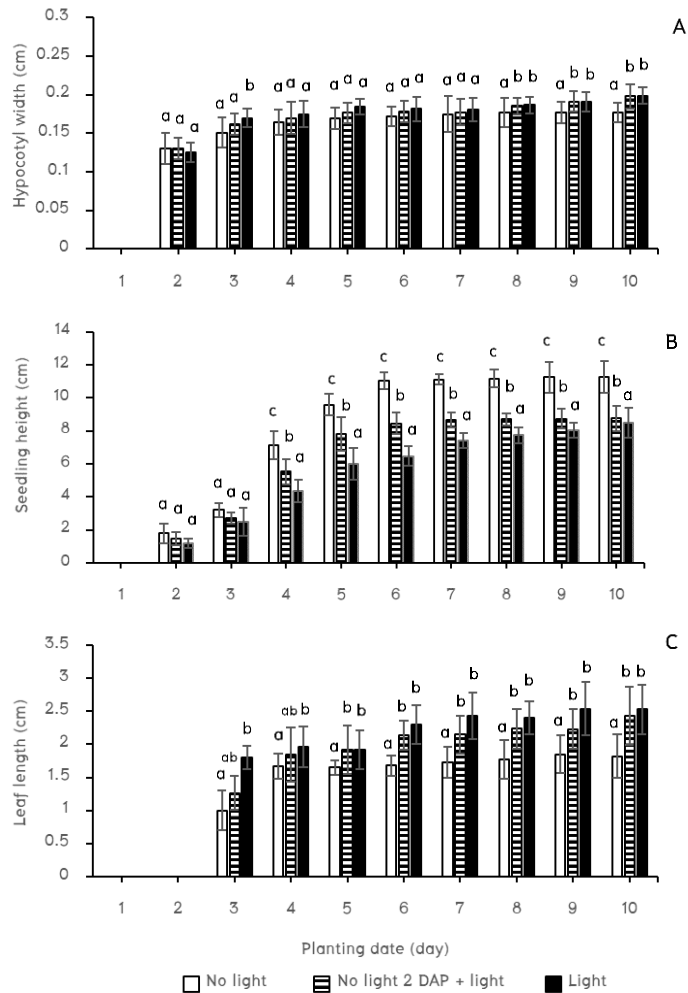 A
Hypocotyl width (cm)
0.3
0.25
0.2
0.15
0.1
0.05
0
a a a
a a b
a a a
a a a
a a a
a a a
a b b
a b b
a b b
1 2 3 4 5 6 7 8 9 10
B
Seedling height (cm)
14
12
10
8
6
4
2
0
a a a
a a a
c b a
c b a
c b a
c b a
c b a
c b a
c b a
1 2 3 4 5 6 7 8 9 10
C
Leaf length (cm)
3.5
3
2.5
2
1.5
1
0.5
0
a ab b
a ab b
a b b
a b b
a b b
a b b
a b b
a b b
1 2 3 4 5 6 7 8 9 10
Planting date (day)
No light No light 2 DAP + light Light